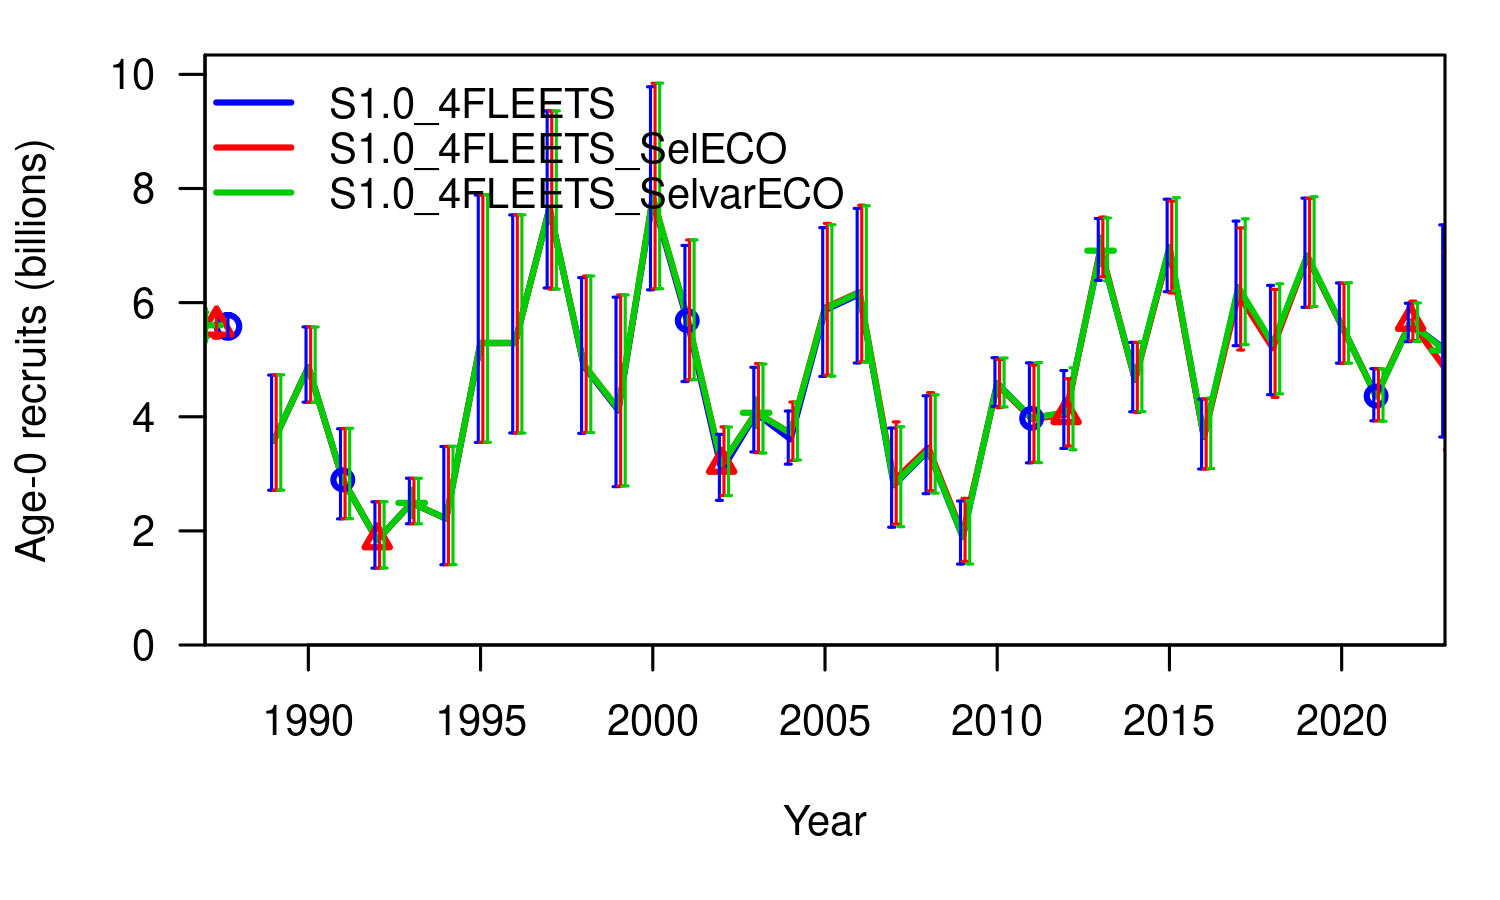 10
8
6
4
2
0
Age-0 recruits (billions)
S1.0_4FLEETS
S1.0_4FLEETS_SelECO
S1.0_4FLEETS_SelvarECO
1990 1995 2000 2005 2010 2015 2020
Year